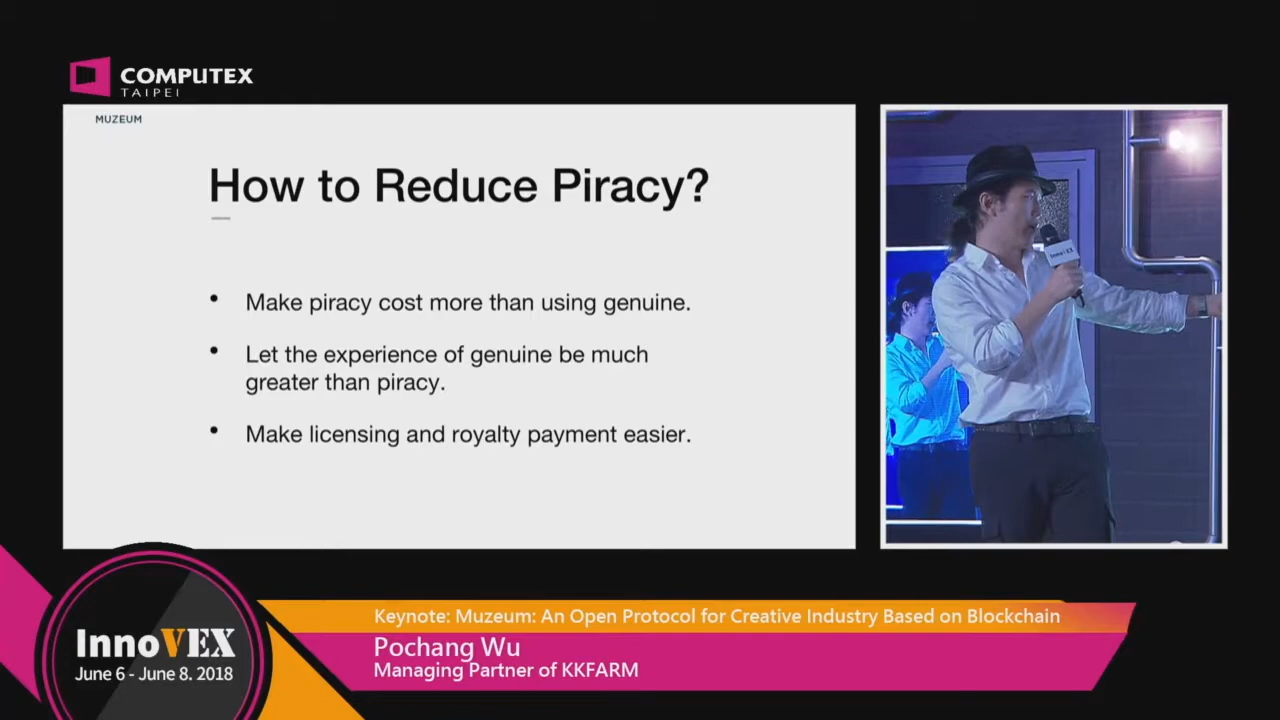 COMPUTEX
TAIPEI
MUZEUM
How to Reduce Piracy?
• Make piracy cost more than using genuine.
• Let the experience of genuine be much
greater than piracy.
• Make licensing and royalty payment easier.
InnoVEX
InnoVEX
June 6 - June 8. 2018
Keynote: Muzeum: An Open Protocol for Creative Industry Based on Blockchain
Pochang Wu
Managing Partner of KKFARM